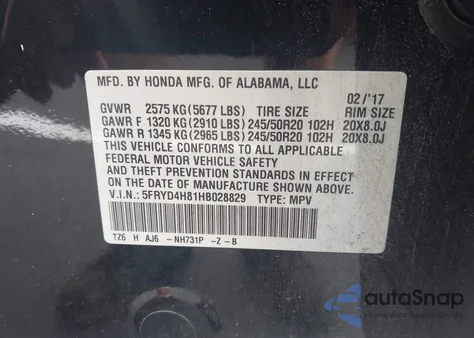 MFD. BY HONDA MFG. OF ALABAMA, LLC
02/'17
GVWR 2575 KG (5677 LBS) TIRE SIZE RIM SIZE
GAWR F 1320 KG (2910 LBS) 245/50R20 102H 20X8.0J
GAWR R 1345 KG (2965 LBS) 245/50R20 102H 20X8.0J
THIS VEHICLE CONFORMS TO ALL APPLICABLE
FEDERAL MOTOR VEHICLE SAFETY
AND THEFT PREVENTION STANDARDS IN EFFECT ON THE
DATE OF MANUFACTURE SHOWN ABOVE.
V.I.N.: 5FRYD4H81HB028829 TYPE: MPV
TZ6 H AJ6 -NH731P -Z -B
autoSnap